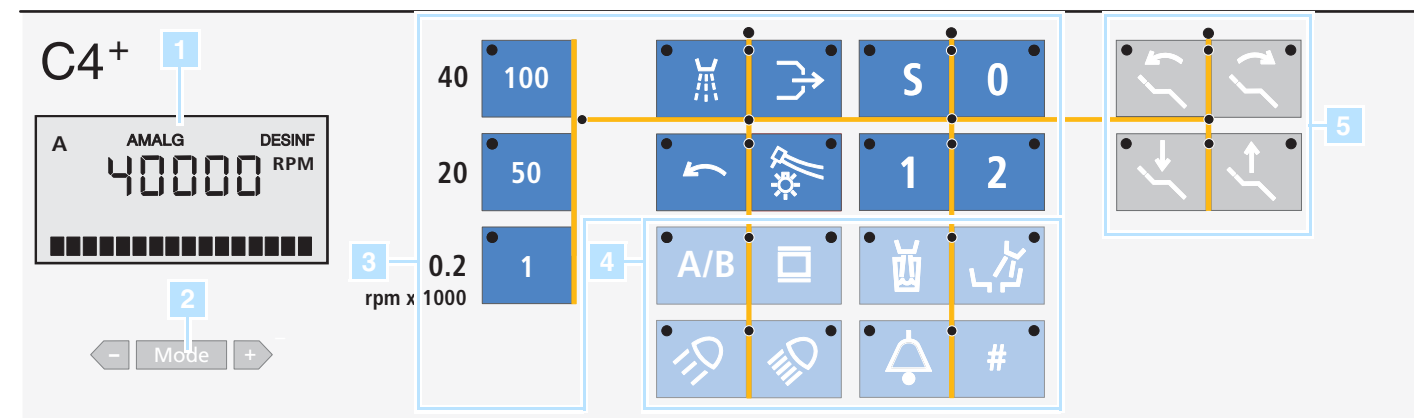 C4+
1
A AMALG DESINF
40000 RPM
2
- Mode +
3
40 100
20 50
0.2 1
rpm x 1000
S 0
1 2
4
A/B
#
5